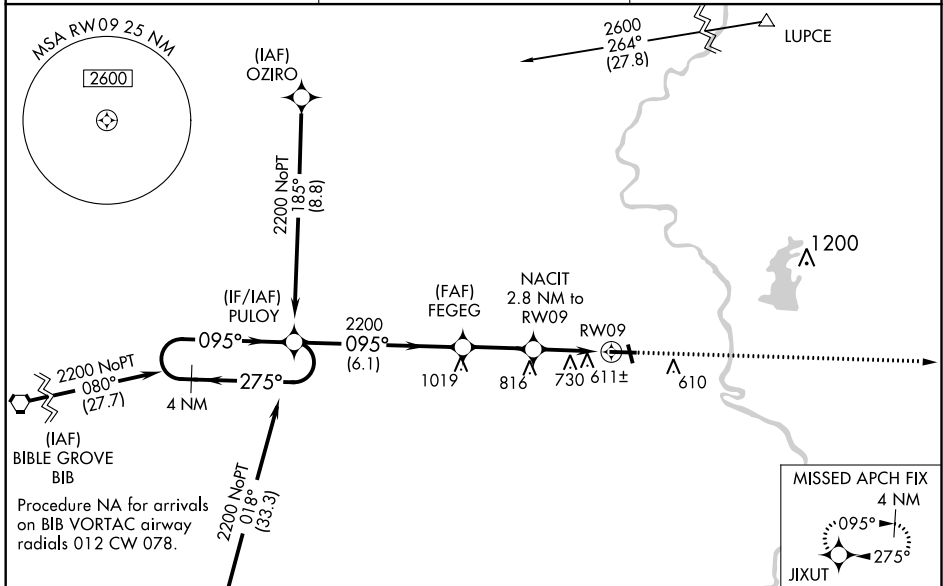 MSA RW09 25 NM
2600
(IAF)
OZIRO
2600
264°
(27.8)
LUPCE
2200 NoPT
185°
(8.8)
1200
(IF/IAF)
PULOY
095°
275°
4 NM
2200
095°
(6.1)
(FAF)
FEGEG
NACIT
2.8 NM to
RW09
RW09
1019
816
730
611±
610
2200 NoPT
080°
(27.7)
(IAF)
BIBLE GROVE
BIB
Procedure NA for arrivals
on BIB VORTAC airway
radials 012 CW 078.
2200 NoPT
018°
(33.3)
MISSED APCH FIX
4 NM
095°
275°
JIXUT